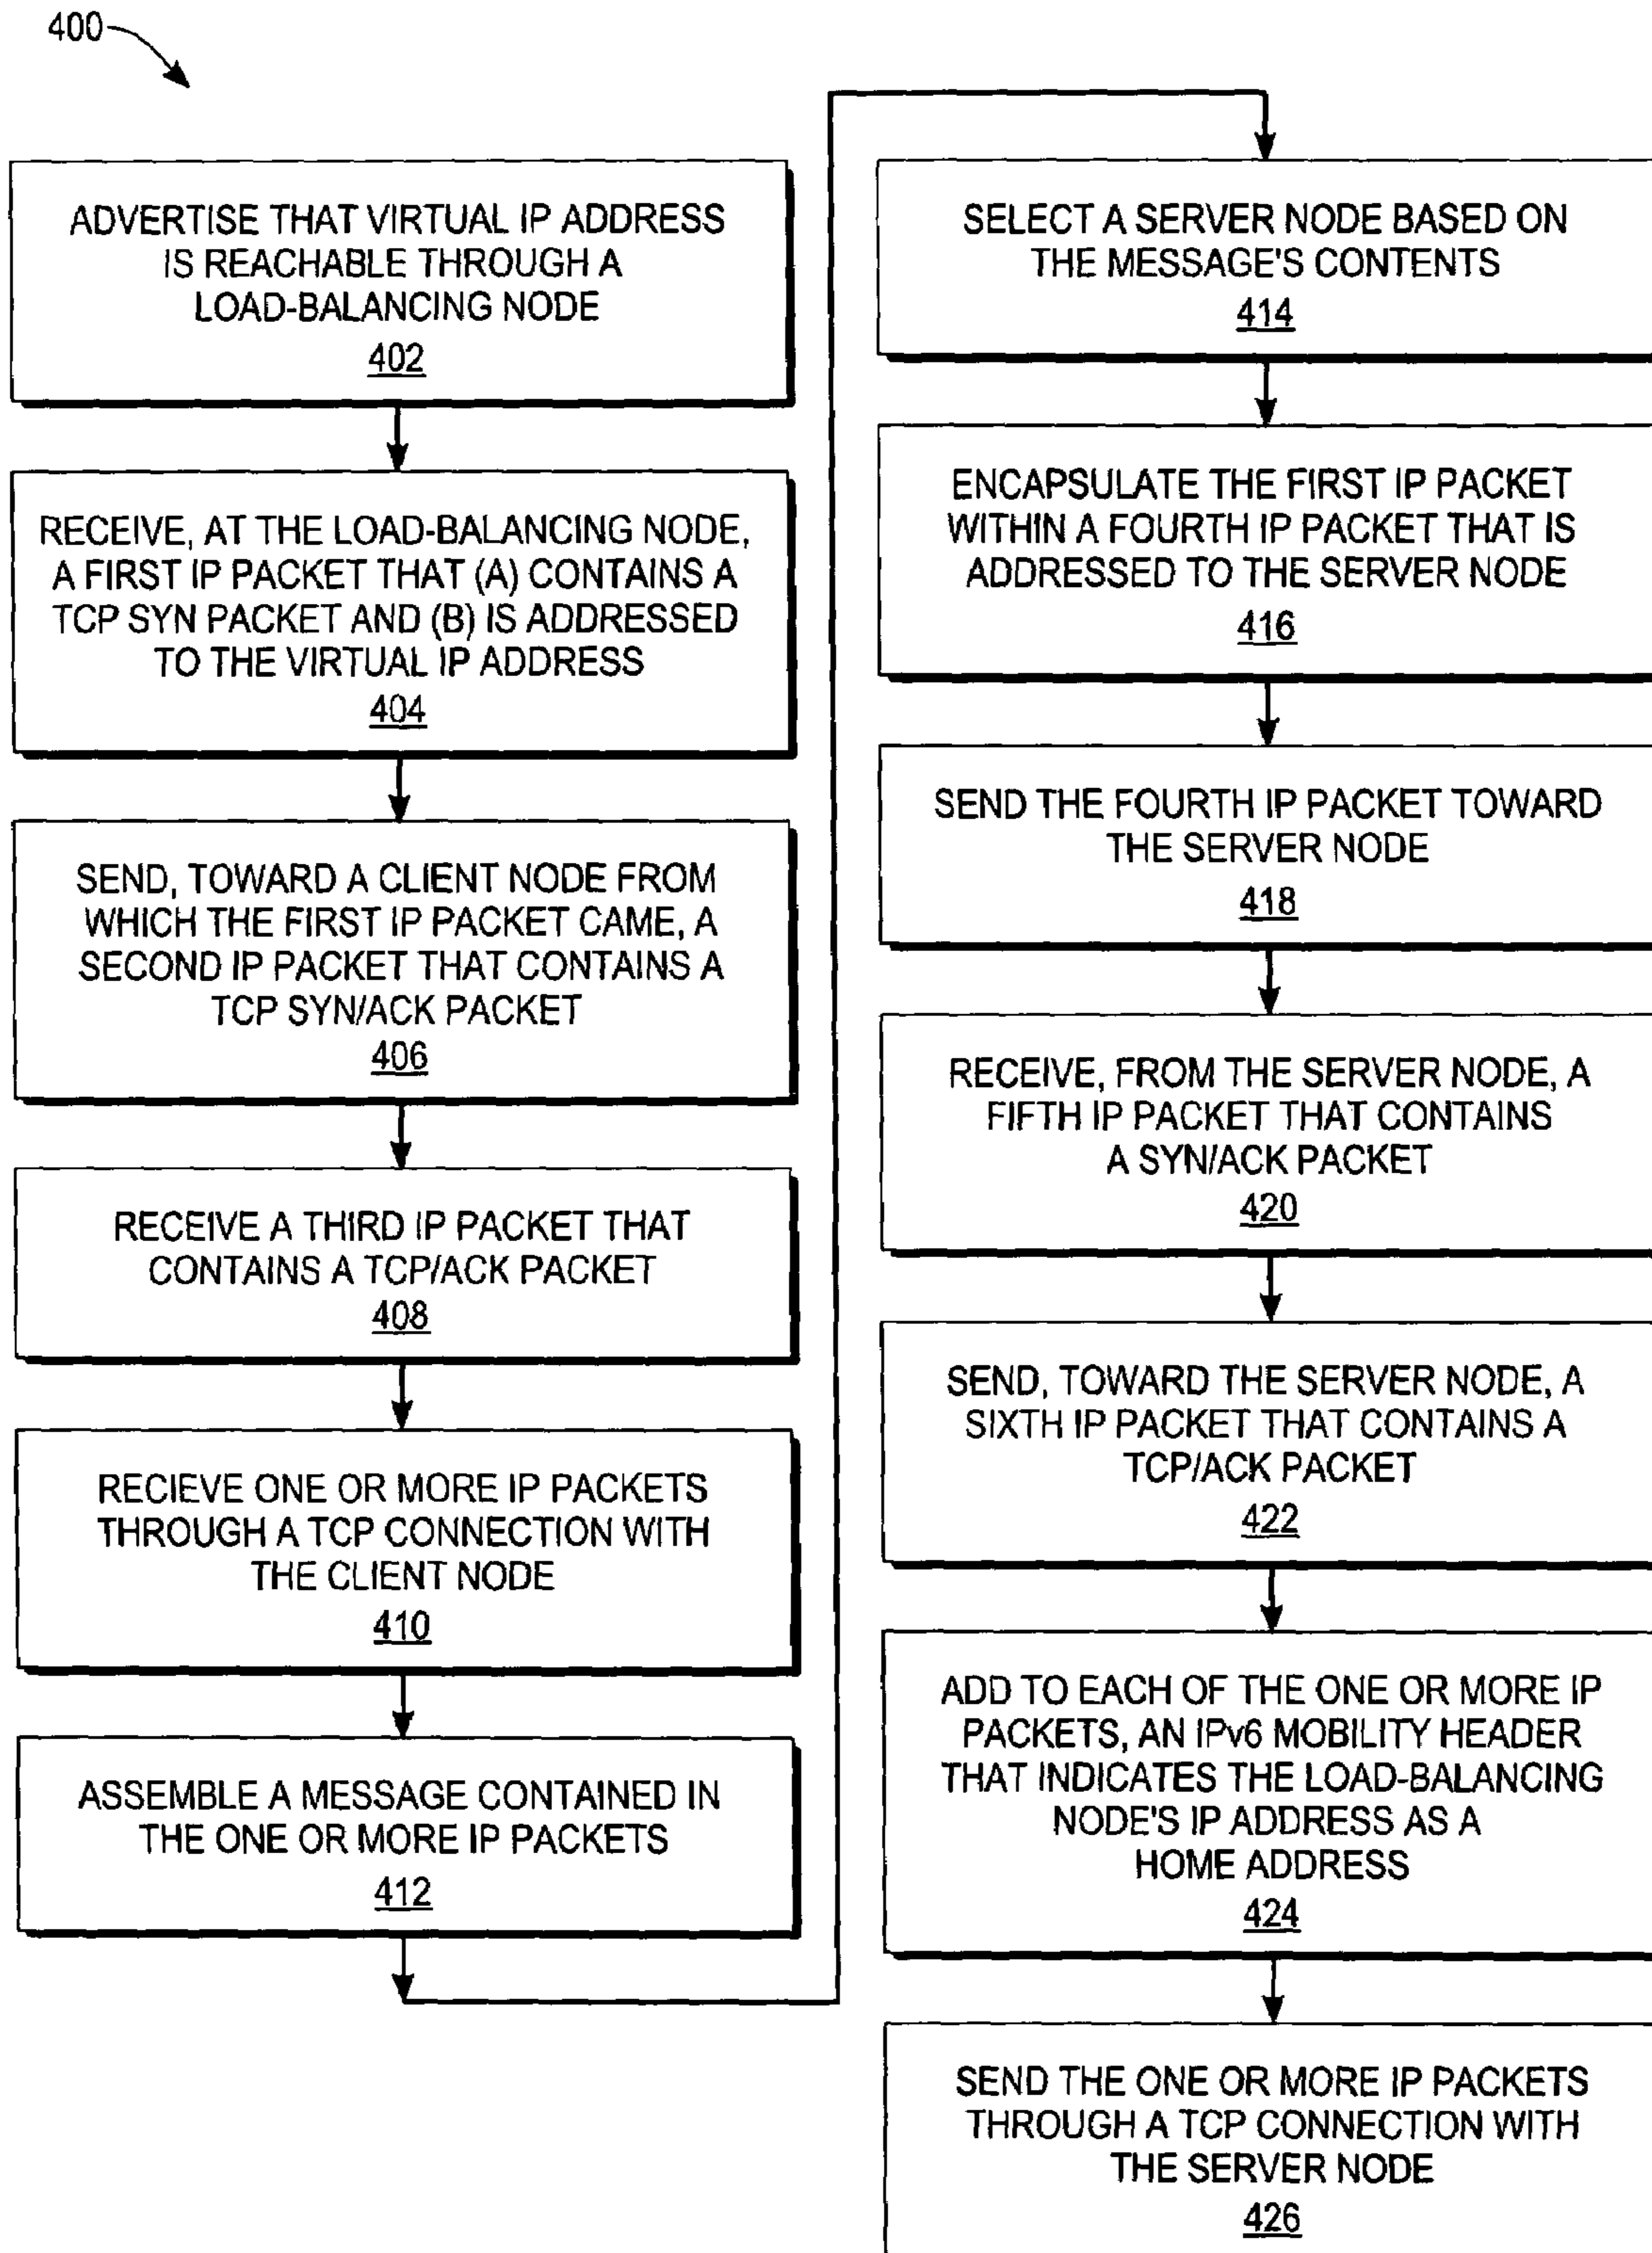 400
ADVERTISE THAT VIRTUAL IP ADDRESS
IS REACHABLE THROUGH A
LOAD-BALANCING NODE
402
RECEIVE, AT THE LOAD-BALANCING NODE,
A FIRST IP PACKET THAT (A) CONTAINS A
TCP SYN PACKET AND (B) IS ADDRESSED
TO THE VIRTUAL IP ADDRESS
404
SEND, TOWARD A CLIENT NODE FROM
WHICH THE FIRST IP PACKET CAME, A
SECOND IP PACKET THAT CONTAINS A
TCP SYN/ACK PACKET
406
RECEIVE A THIRD IP PACKET THAT
CONTAINS A TCP/ACK PACKET
408
RECIEVE ONE OR MORE IP PACKETS
THROUGH A TCP CONNECTION WITH
THE CLIENT NODE
410
ASSEMBLE A MESSAGE CONTAINED IN
THE ONE OR MORE IP PACKETS
412
SELECT A SERVER NODE BASED ON
THE MESSAGE'S CONTENTS
414
ENCAPSULATE THE FIRST IP PACKET
WITHIN A FOURTH IP PACKET THAT IS
ADDRESSED TO THE SERVER NODE
416
SEND THE FOURTH IP PACKET TOWARD
THE SERVER NODE
418
RECEIVE, FROM THE SERVER NODE, A
FIFTH IP PACKET THAT CONTAINS
A SYN/ACK PACKET
420
SEND, TOWARD THE SERVER NODE, A
SIXTH IP PACKET THAT CONTAINS A
TCP/ACK PACKET
422
ADD TO EACH OF THE ONE OR MORE IP
PACKETS, AN IPv6 MOBILITY HEADER
THAT INDICATES THE LOAD-BALANCING
NODE'S IP ADDRESS AS A
HOME ADDRESS
424
SEND THE ONE OR MORE IP PACKETS
THROUGH A TCP CONNECTION WITH
THE SERVER NODE
426